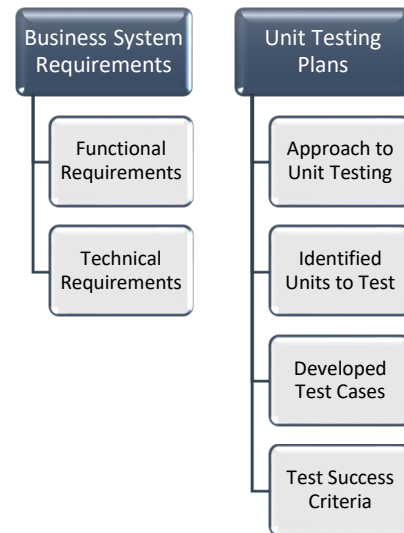 Business System
Requirements
Functional
Requirements
Technical
Requirements
Unit Testing
Plans
Approach to
Unit Testing
Identified
Units to Test
Developed
Test Cases
Test Success
Criteria